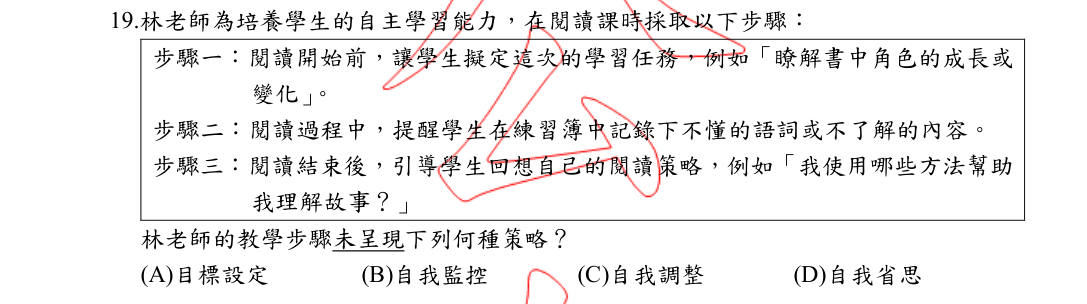 19.林老師為培養學生的自主學習能力，在閱讀課時採取以下步驟：
步驟一：閱讀開始前，讓學生擬定這次的學習任務，例如「瞭解書中角色的成長或
變化」。
步驟二：閱讀過程中，提醒學生在練習簿中記錄下不懂的語詞或不了解的內容。
步驟三：閱讀結束後，引導學生回想自己的閱讀策略，例如「我使用哪些方法幫助
我理解故事？」
林老師的教學步驟未呈現下列何種策略？
(A)目標設定 (B)自我監控 (C)自我調整 (D)自我省思